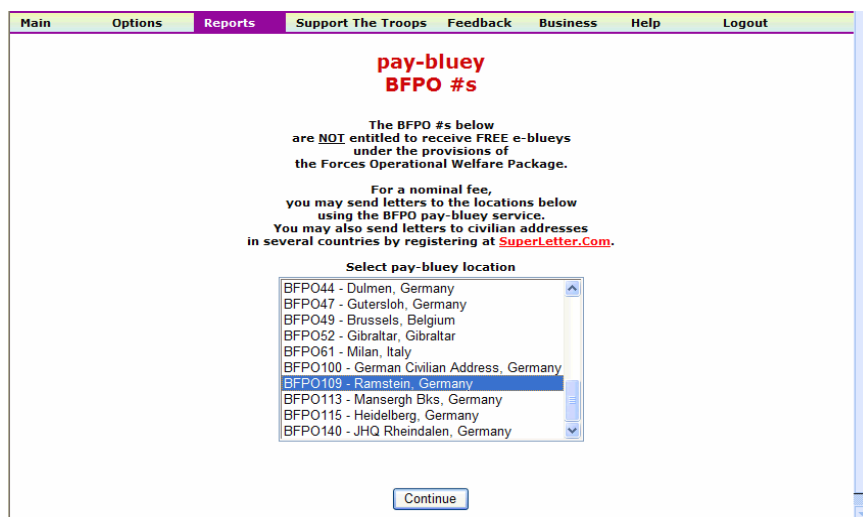 Main Options Reports Support The Troops Feedback Business Help Logout
pay-bluey
BFPO #s
The BFPO #s below
are NOT entitled to receive FREE e-blueys
under the provisions of
the Forces Operational Welfare Package.
For a nominal fee,
you may send letters to the locations below
using the BFPO pay-bluey service.
You may also send letters to civilian addresses
in several countries by registering at SuperLetter.Com.
Select pay-bluey location
BFPO44 - Dulmen, Germany
BFPO47 - Gutersloh, Germany
BFPO49 - Brussels, Belgium
BFPO52 - Gibraltar, Gibraltar
BFPO61 - Milan, Italy
BFPO100 - German Civilian Address, Germany
BFPO109 - Ramstein, Germany
BFPO113 - Mansergh Bks, Germany
BFPO115 - Heidelberg, Germany
BFPO140 - JHQ Rheindalen, Germany
Continue